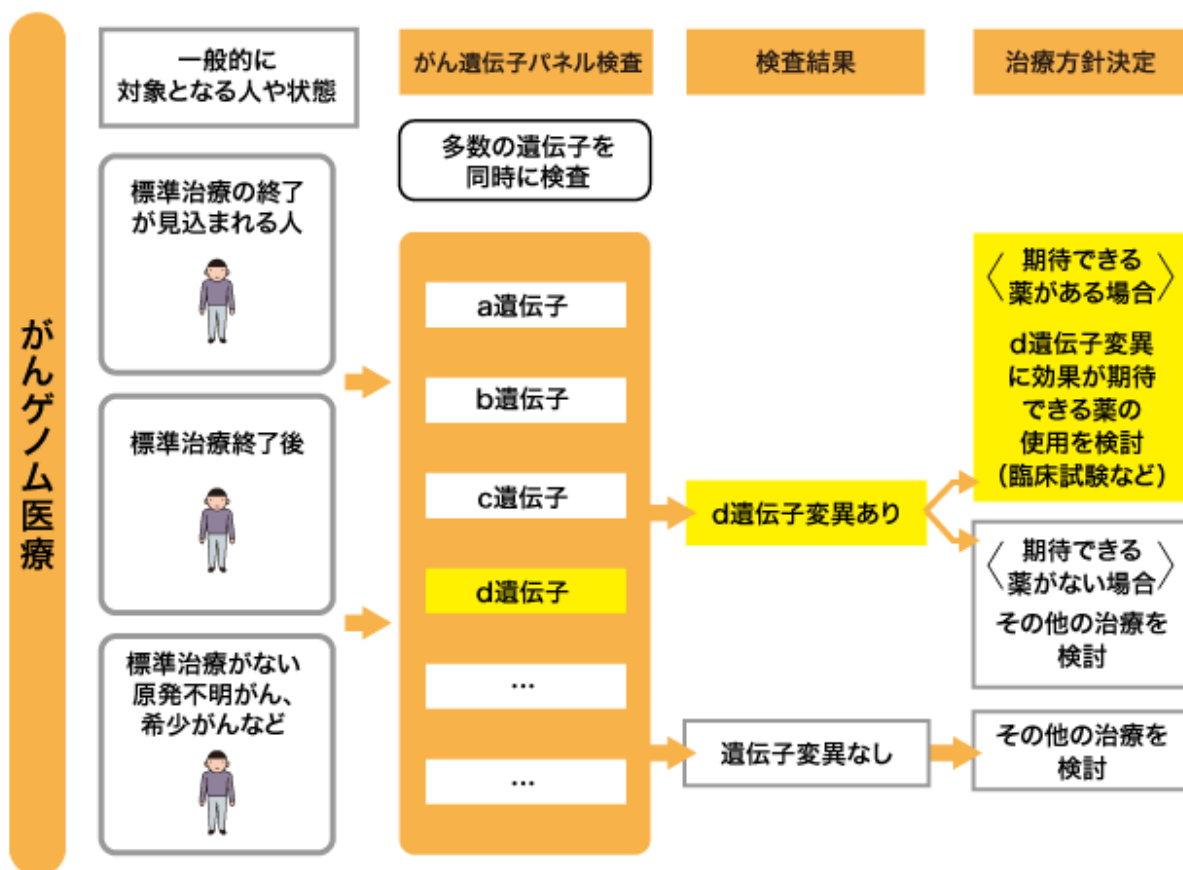 がんゲノム医療
一般的に
対象となる人や状態
標準治療の終了
が見込まれる人
標準治療終了後
標準治療がない
原発不明がん、
希少がんなど
がん遺伝子パネル検査
多数の遺伝子を
同時に検査
a遺伝子
b遺伝子
c遺伝子
d遺伝子
…
…
検査結果
d遺伝子変異あり
遺伝子変異なし
治療方針決定
〈期待できる
薬がある場合〉
d遺伝子変異
に効果が期待
できる薬の
使用を検討
（臨床試験など）
〈期待できる
薬がない場合〉
その他の治療を
検討
その他の治療を
検討